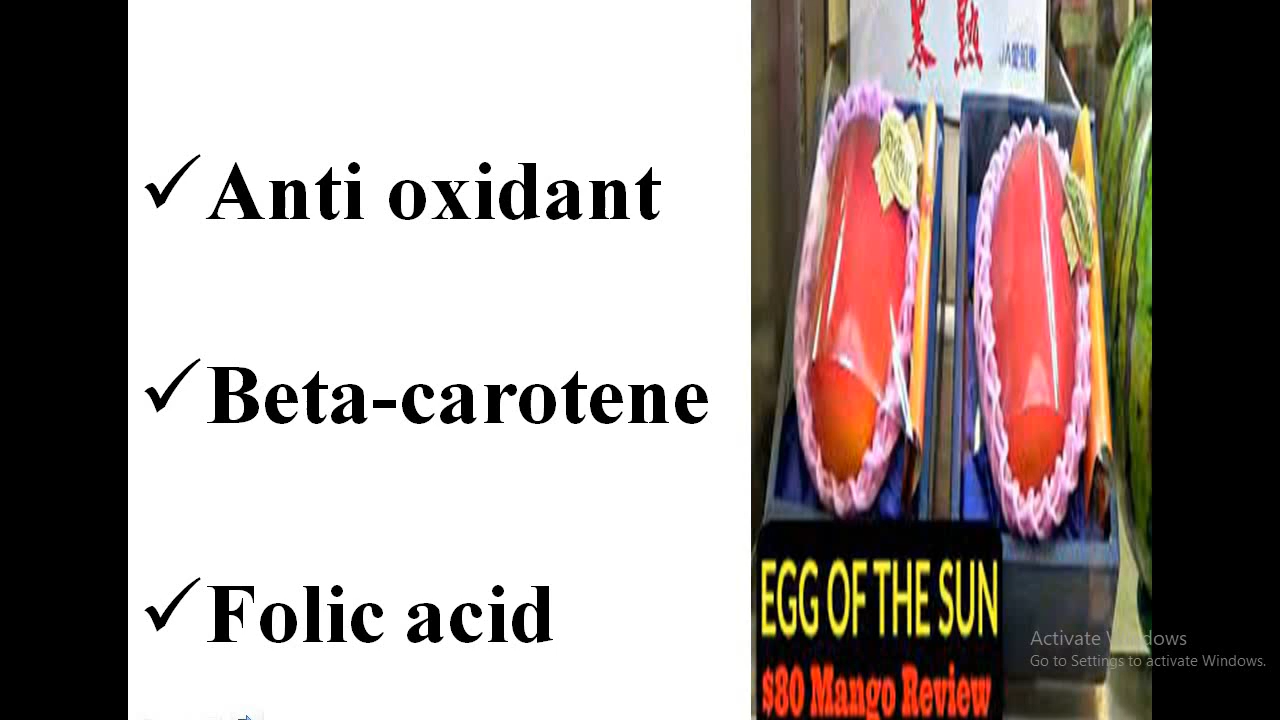 ✓Anti oxidant
✓Beta-carotene
✓Folic acid
EGG OF THE SUN
$80 Mango Review
Activate Windows
Go to Settings to activate Windows.